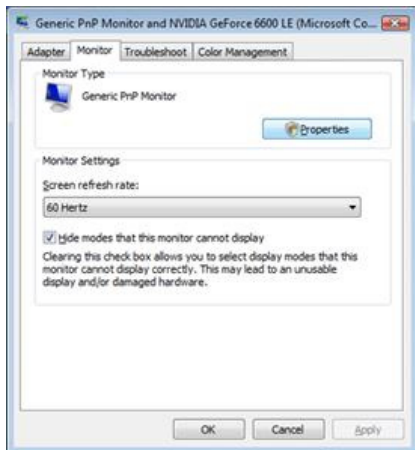 Generic PnP Monitor and NVIDIA GeForce 6600 LE (Microsoft Co...
Adapter Monitor Troubleshoot Color Management
Monitor Type
Generic PnP Monitor
Properties
Monitor Settings
Screen refresh rate:
60 Hertz
Hide modes that this monitor cannot display
Clearing this check box allows you to select display modes that this
monitor cannot display correctly. This may lead to an unusable
display and/or damaged hardware.
OK Cancel Apply